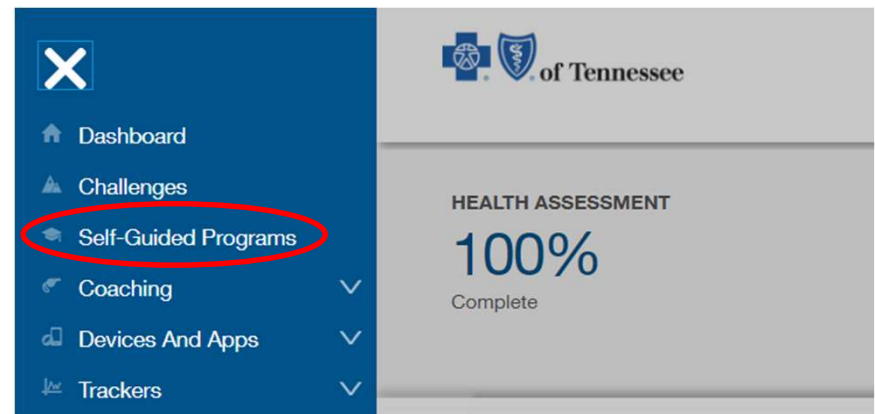 Dashboard
Challenges
Self-Guided Programs
Coaching
Devices And Apps
Trackers
of Tennessee
HEALTH ASSESSMENT
100%
Complete